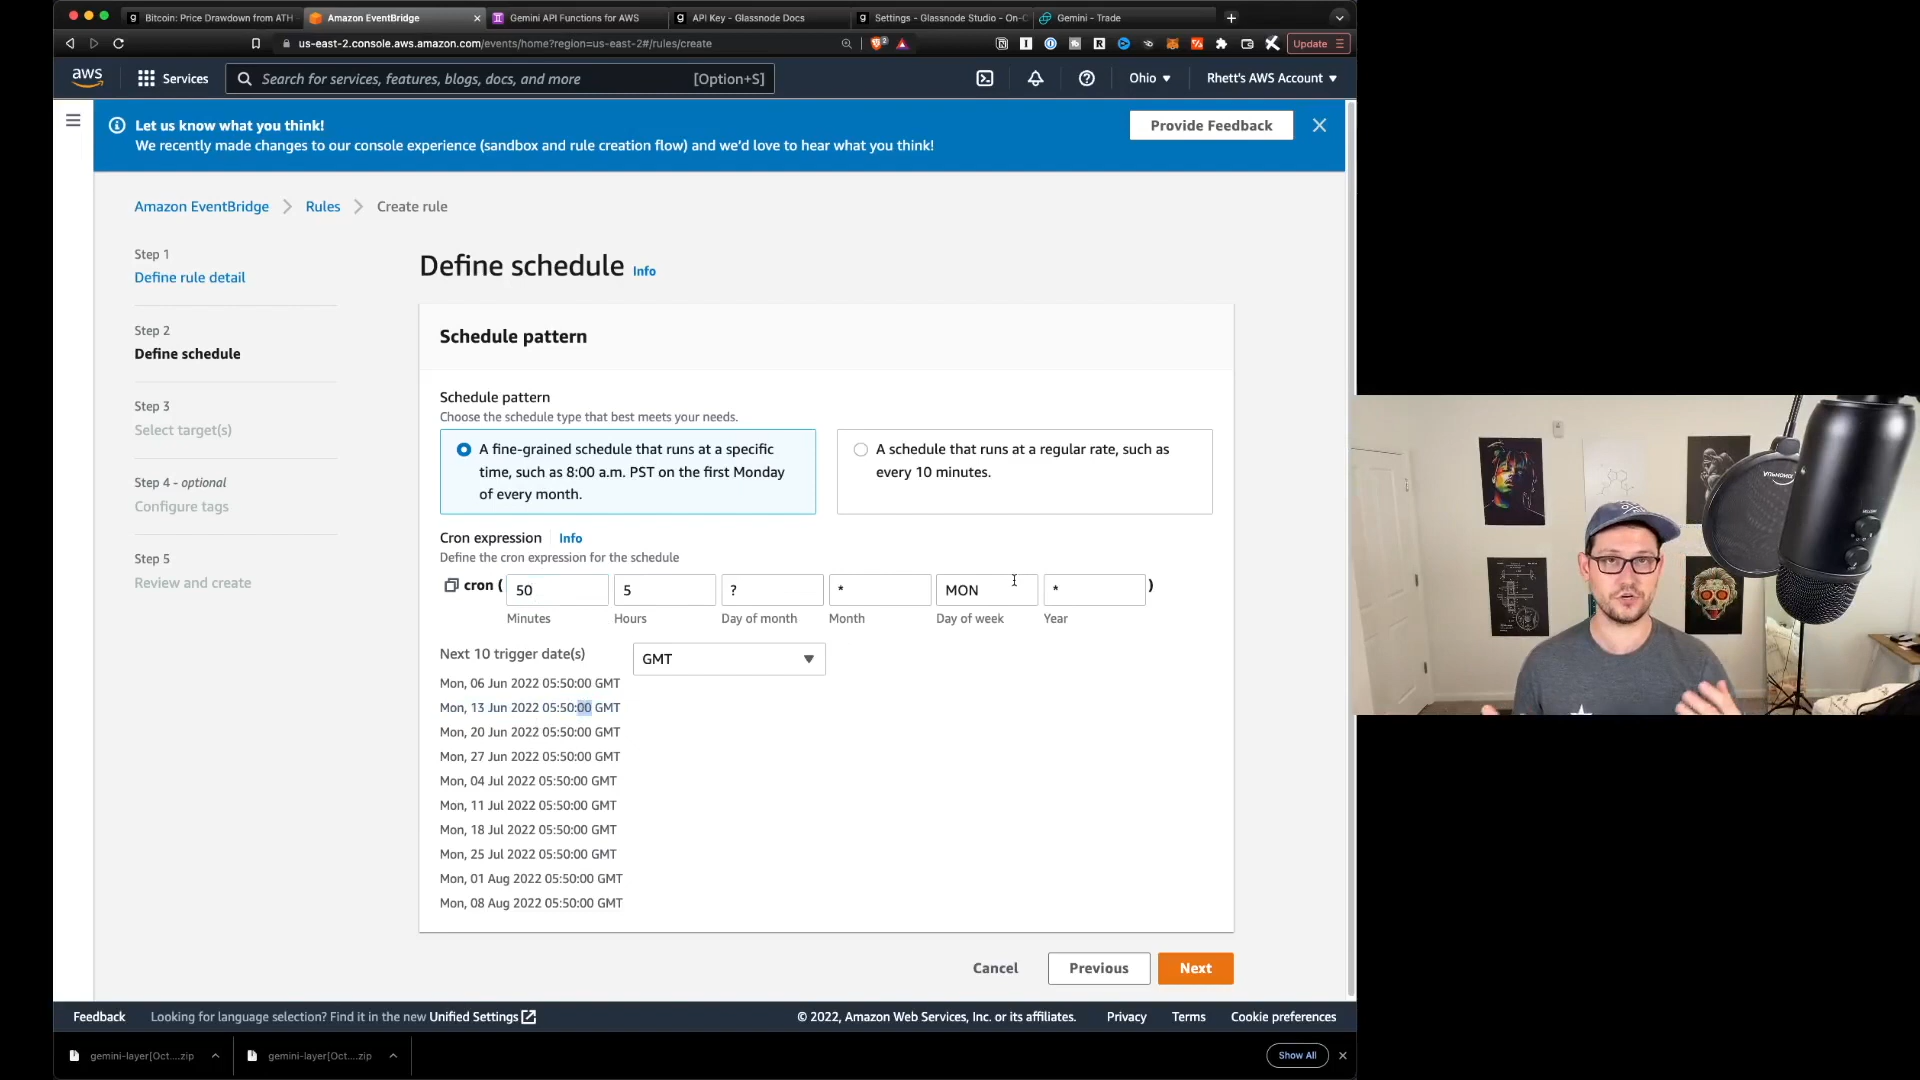 Bitcoin: Price Drawdown from ATH
Amazon EventBridge
Gemini API Functions for AWS
API Key - Glassnode Docs
Settings - Glassnode Studio - On-C
Gemini - Trade
us-east-2.console.aws.amazon.com/events/home?region=us-east-2#/rules/create
Update
aws
Services
Search for services, features, blogs, docs, and more
[Option+S]
Ohio
Rhett's AWS Account
Let us know what you think!
We recently made changes to our console experience (sandbox and rule creation flow) and we'd love to hear what you think!
Provide Feedback
Amazon EventBridge
Rules
Create rule
Step 1
Define rule detail
Step 2
Define schedule
Step 3
Select target(s)
Step 4 - optional
Configure tags
Step 5
Review and create
Define schedule Info
Schedule pattern
Schedule pattern
Choose the schedule type that best meets your needs.
A fine-grained schedule that runs at a specific
time, such as 8:00 a.m. PST on the first Monday
of every month.
A schedule that runs at a regular rate, such as
every 10 minutes.
Cron expression Info
Define the cron expression for the schedule
cron ( 50 5 ? * MON * )
Minutes Hours Day of month Month Day of week Year
Next 10 trigger date(s)
GMT
Mon, 06 Jun 2022 05:50:00 GMT
Mon, 13 Jun 2022 05:50:00 GMT
Mon, 20 Jun 2022 05:50:00 GMT
Mon, 27 Jun 2022 05:50:00 GMT
Mon, 04 Jul 2022 05:50:00 GMT
Mon, 11 Jul 2022 05:50:00 GMT
Mon, 18 Jul 2022 05:50:00 GMT
Mon, 25 Jul 2022 05:50:00 GMT
Mon, 01 Aug 2022 05:50:00 GMT
Mon, 08 Aug 2022 05:50:00 GMT
Cancel
Previous
Next
Feedback
Looking for language selection? Find it in the new Unified Settings
© 2022, Amazon Web Services, Inc. or its affiliates.
Privacy
Terms
Cookie preferences
gemini-layer[Oct....zip
gemini-layer[Oct....zip
Show All